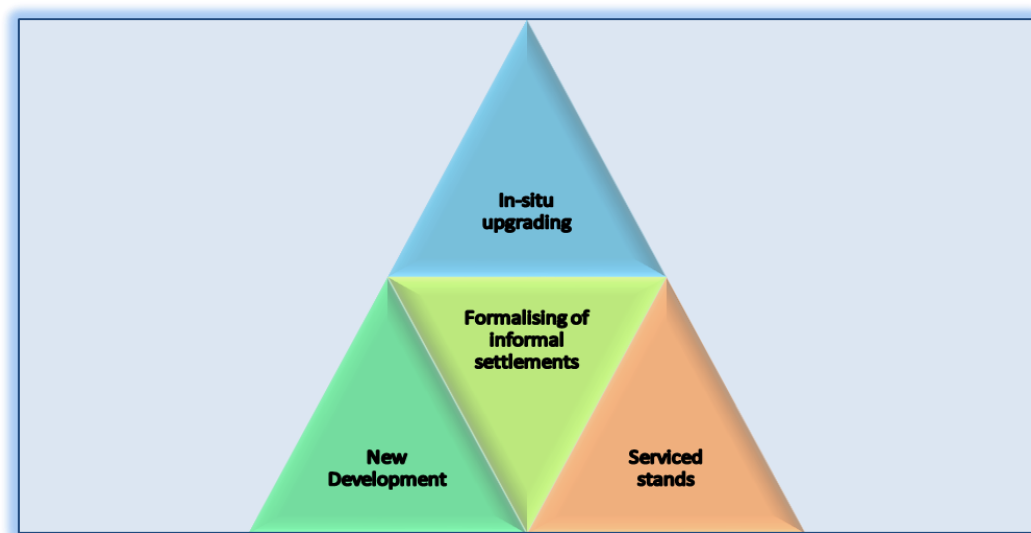 In-situ
upgrading
Formalising of
informal
settlements
New
Development
Serviced
stands